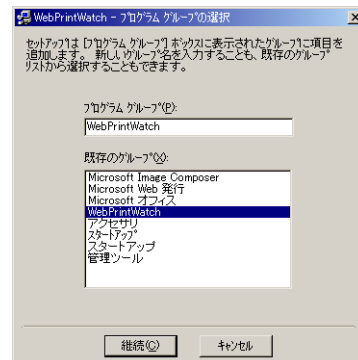 WebPrintWatch - ﾌﾟﾛｸﾞﾗﾑ ｸﾞﾙｰﾌﾟの選択
ｾｯﾄｱｯﾌﾟは [ﾌﾟﾛｸﾞﾗﾑ ｸﾞﾙｰﾌﾟ] ﾎﾞｯｸｽに表示されたｸﾞﾙｰﾌﾟに項目を
追加します。 新しいｸﾞﾙｰﾌﾟ名を入力することも、既存のｸﾞﾙｰﾌﾟ
ﾘｽﾄから選択することもできます。
ﾌﾟﾛｸﾞﾗﾑ ｸﾞﾙｰﾌﾟ(P):
WebPrintWatch
既存のｸﾞﾙｰﾌﾟ(X):
Microsoft Image Composer
Microsoft Web 発行
Microsoft オフィス
WebPrintWatch
アクセサリ
ｽﾀｰﾄｱｯﾌﾟ
スタートアップ
管理ツール
継続(C)
ｷｬﾝｾﾙ